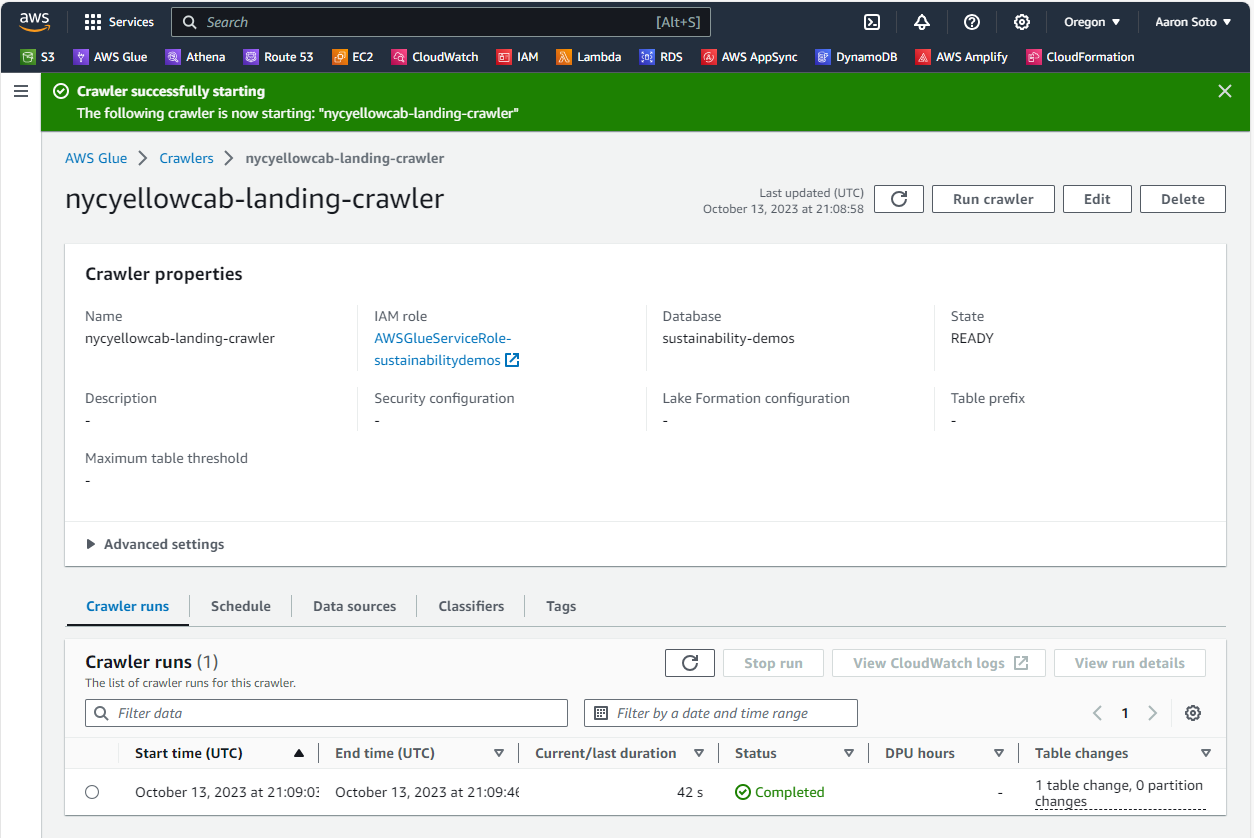 aws Services Search [Alt+S] Oregon Aaron Soto
S3 AWS Glue Athena Route 53 EC2 CloudWatch IAM Lambda RDS AWS AppSync DynamoDB AWS Amplify CloudFormation
Crawler successfully starting
The following crawler is now starting: "nycyellowcab-landing-crawler"
AWS Glue Crawlers nycyellowcab-landing-crawler
nycyellowcab-landing-crawler
Last updated (UTC)
October 13, 2023 at 21:08:58
Run crawler Edit Delete
Crawler properties
Name IAM role Database State
nycyellowcab-landing-crawler AWSGlueServiceRole- sustainability-demos READY
sustainabilitydemos
Description Security configuration Lake Formation configuration Table prefix
- - - -
Maximum table threshold
-
Advanced settings
Crawler runs Schedule Data sources Classifiers Tags
Crawler runs (1) Stop run View CloudWatch logs View run details
The list of crawler runs for this crawler.
Filter data Filter by a date and time range 1
Start time (UTC) End time (UTC) Current/last duration Status DPU hours Table changes
October 13, 2023 at 21:09:03 October 13, 2023 at 21:09:46 42 s Completed - 1 table change, 0 partition
changes